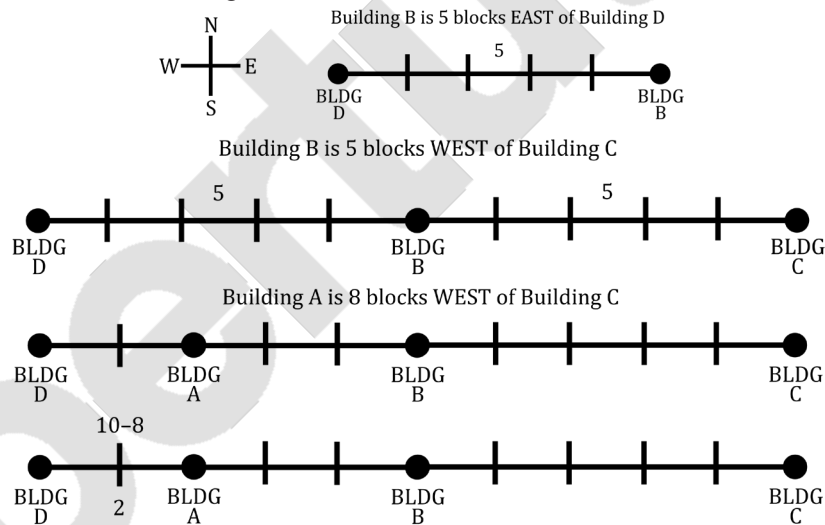 Building B is 5 blocks EAST of Building D
N
W E
S
5
BLDG D
BLDG B
Building B is 5 blocks WEST of Building C
5 5
BLDG D
BLDG B
BLDG C
Building A is 8 blocks WEST of Building C
BLDG D
BLDG A
BLDG B
BLDG C
10–8
2
BLDG D
BLDG A
BLDG B
BLDG C